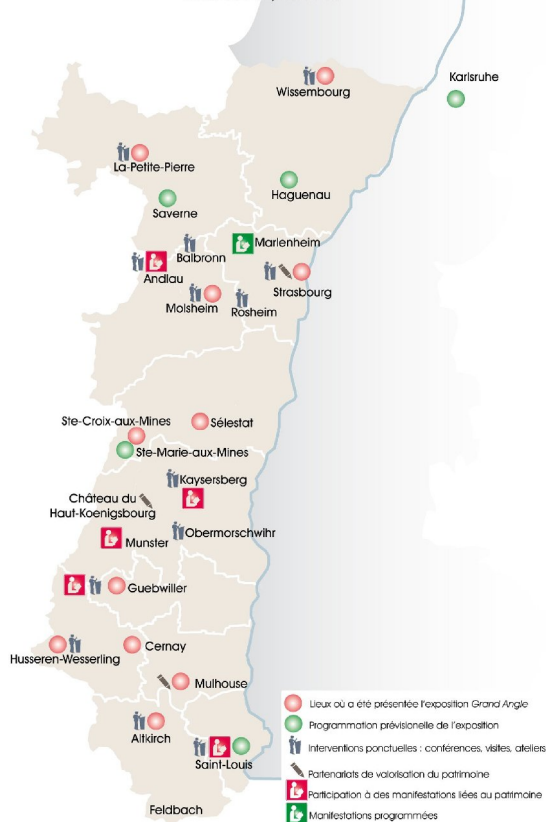 Karlsruhe
Wissembourg
La-Petite-Pierre
Haguenau
Saverne
Marlenheim
Balbronn
Andlau
Strasbourg
Molsheim
Rosheim
Ste-Croix-aux-Mines
Sélestat
Ste-Marie-aux-Mines
Kaysersberg
Château du
Haut-Koenigsbourg
Obermorschwihr
Munster
Guebwiller
Cernay
Husseren-Wesserling
Mulhouse
Altkirch
Saint-Louis
Feldbach
Lieux où a été présentée l'exposition Grand Angle
Programmation prévisionelle de l'exposition
Interventions ponctuelles : conférences, visites, ateliers
Partenariats de valorisation du patrimoine
Participation à des manifestations liées au patrimoine
Manifestations programmées